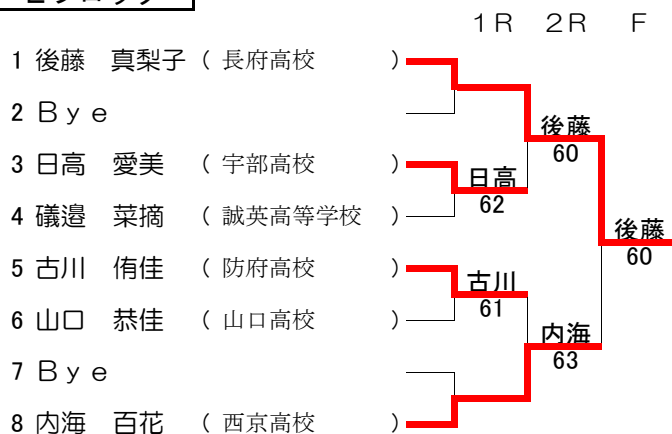 1R 2R F
1 後藤 真梨子 ( 長府高校 )
2 Bye
後藤
60
3 日高 愛美 ( 宇部高校 )
日高
62
4 礒邉 菜摘 ( 誠英高等学校 )
後藤
60
5 古川 侑佳 ( 防府高校 )
古川
61
6 山口 恭佳 ( 山口高校 )
内海
63
7 Bye
8 内海 百花 ( 西京高校 )